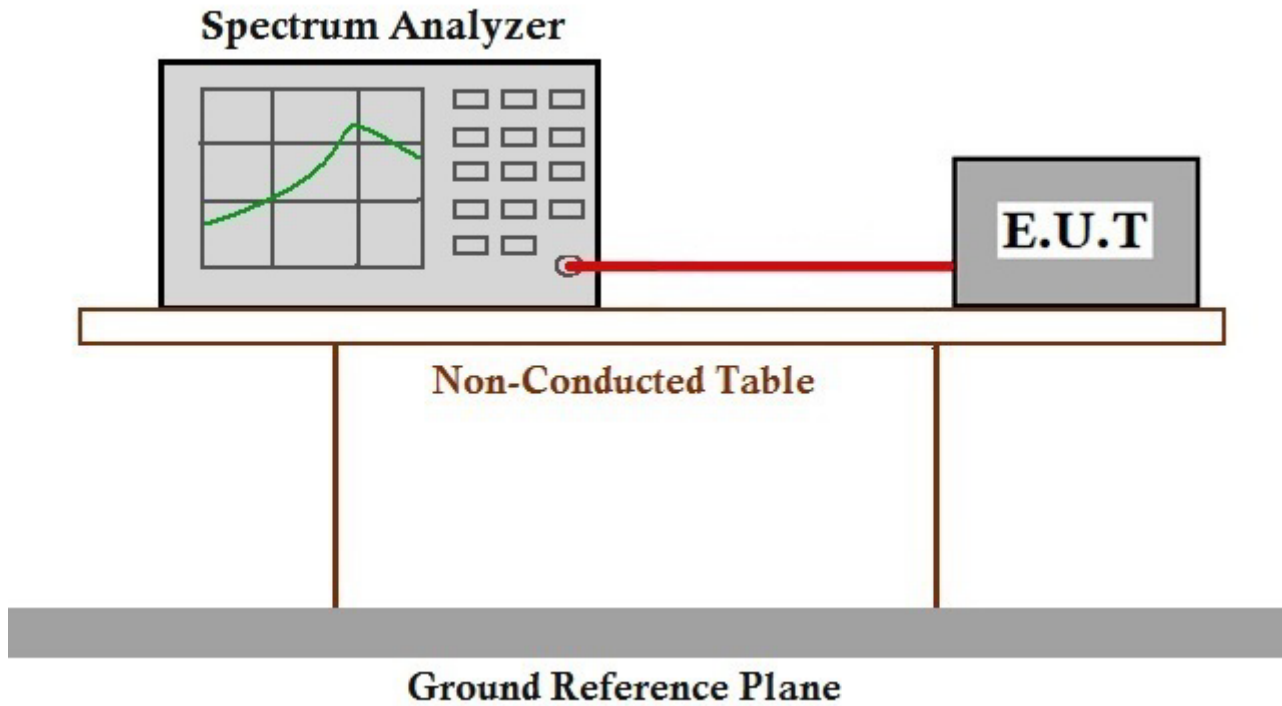 Spectrum Analyzer
E.U.T
Non-Conducted Table
Ground Reference Plane